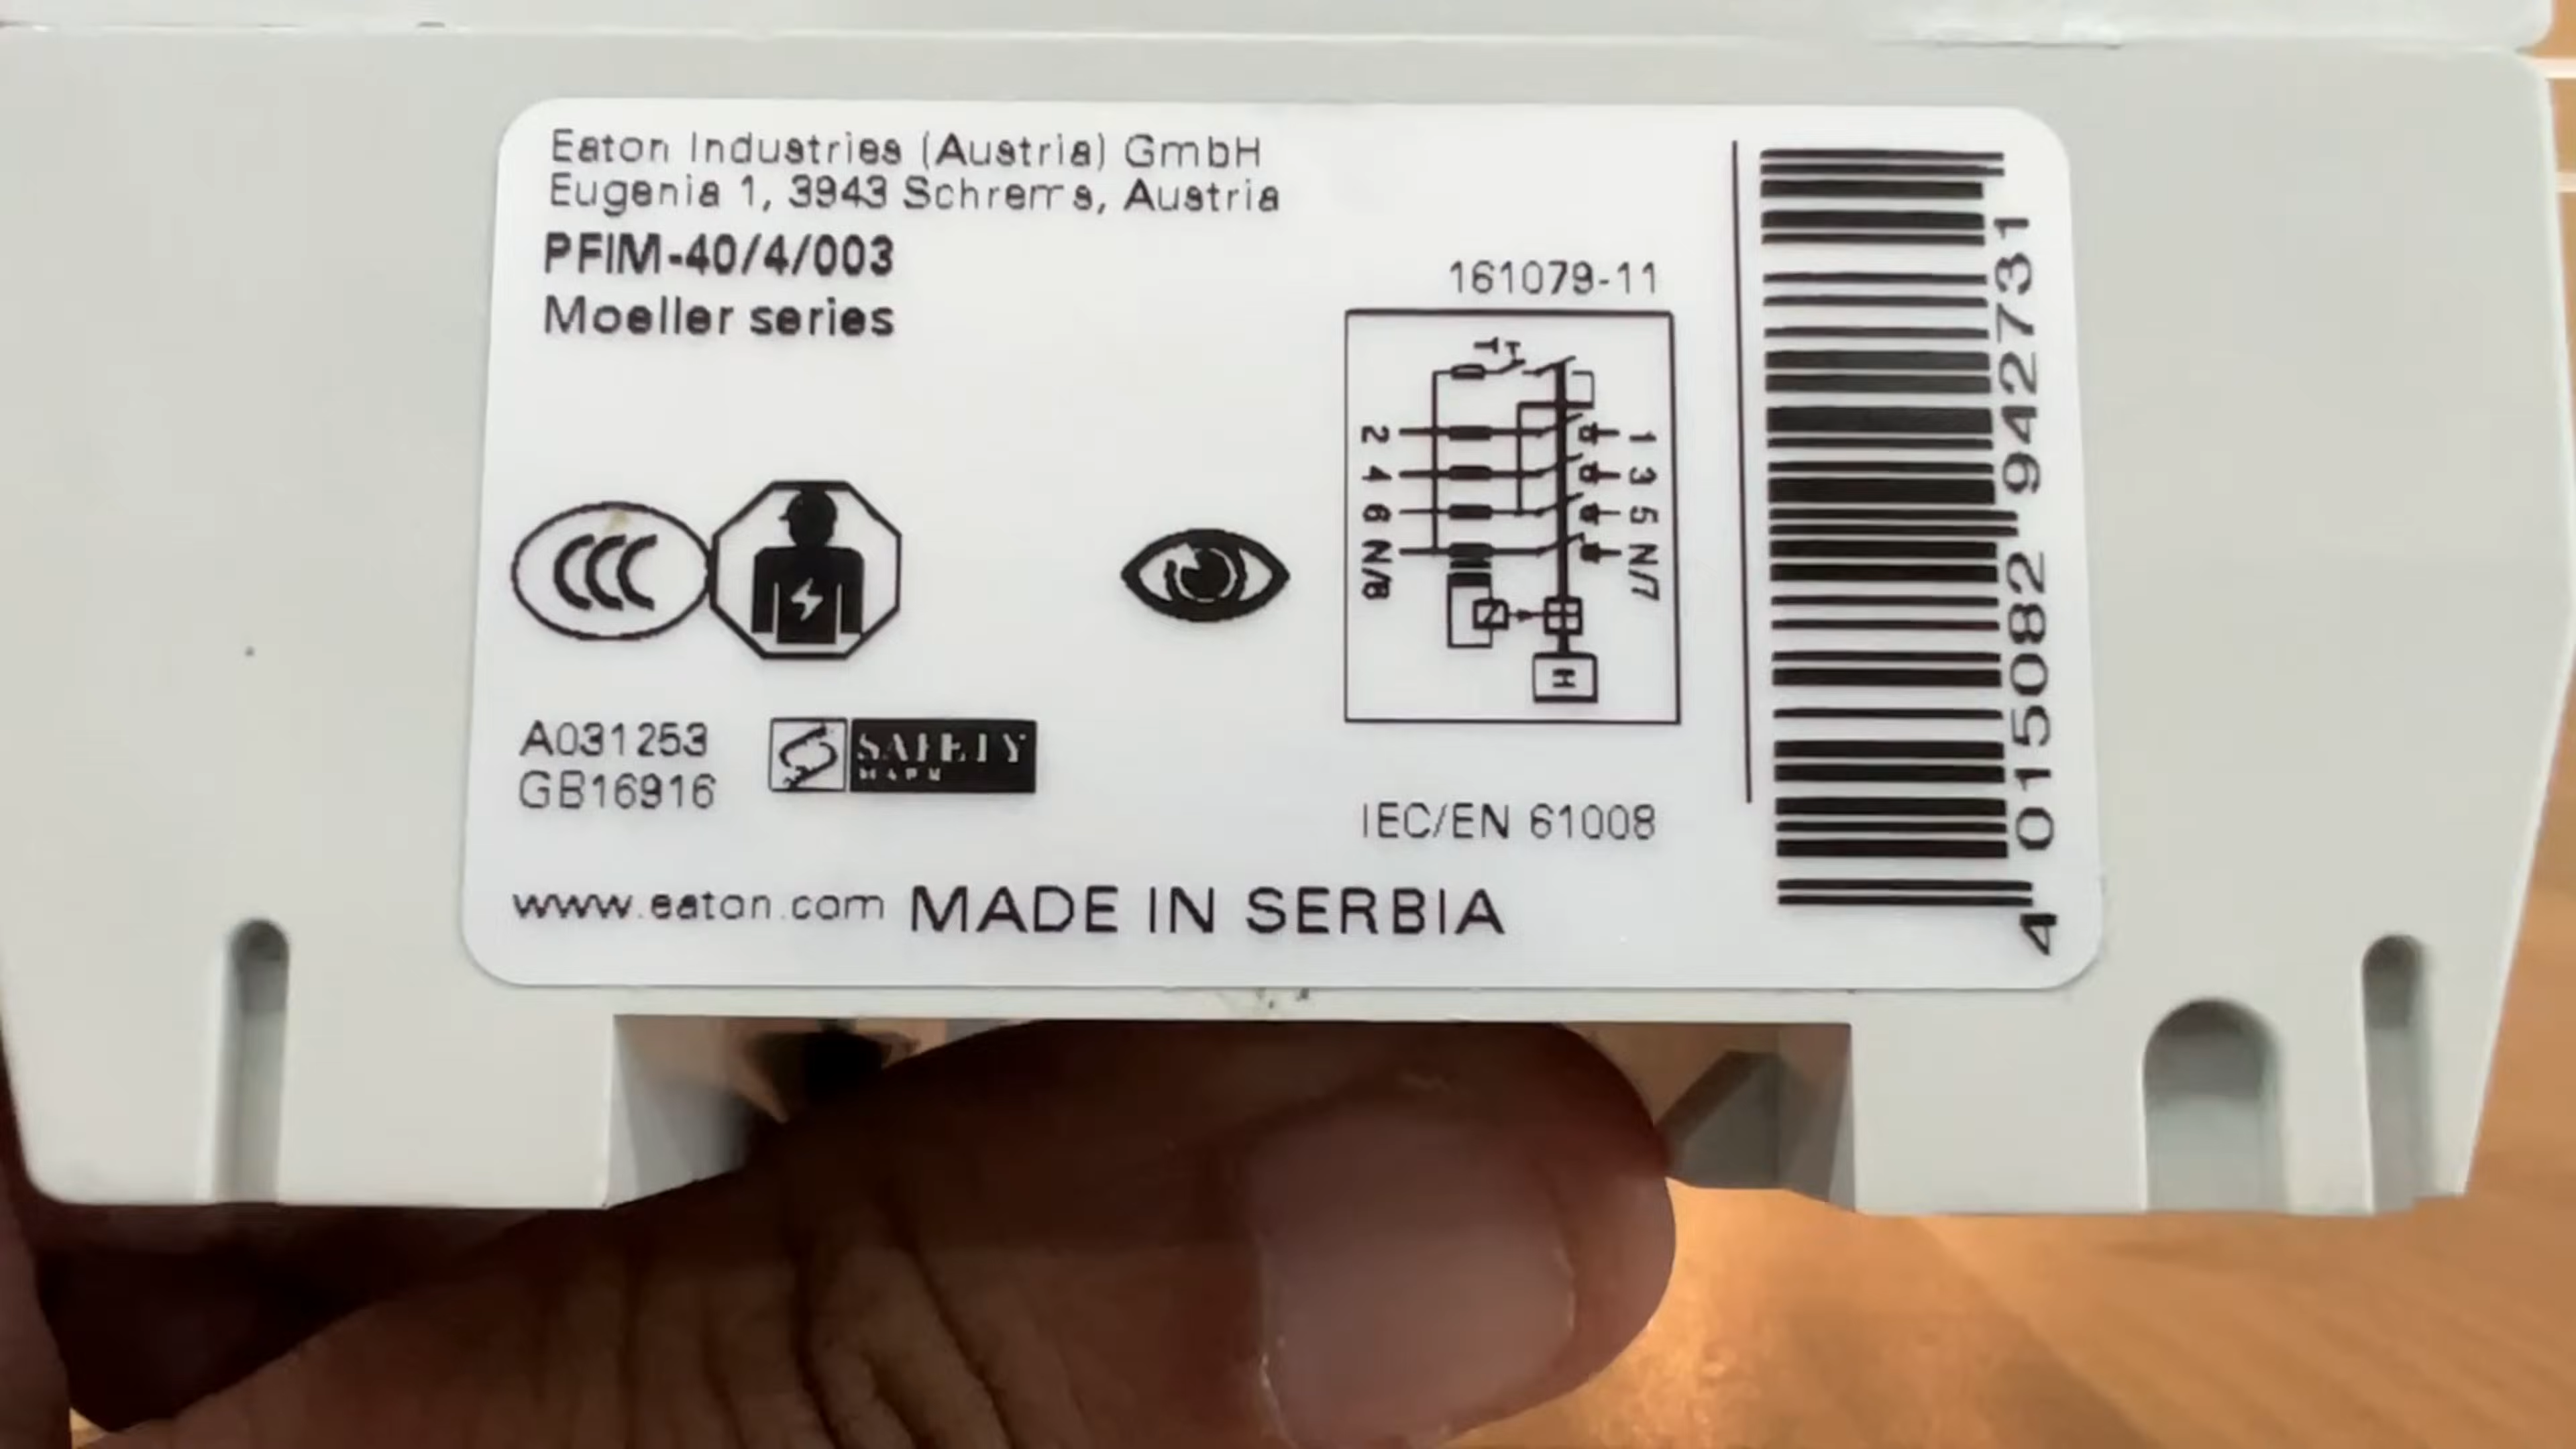 Eaton Industries (Austria) GmbH
Eugenia 1, 3943 Schrems, Austria
PFIM-40/4/003
Moeller series
161079-11
2 1
4 3
6 5
N/8 N/7
H
CCC
A031253
GB16916
SAFETY
MARK
IEC/EN 61008
www.eaton.com MADE IN SERBIA
4 015082 942731